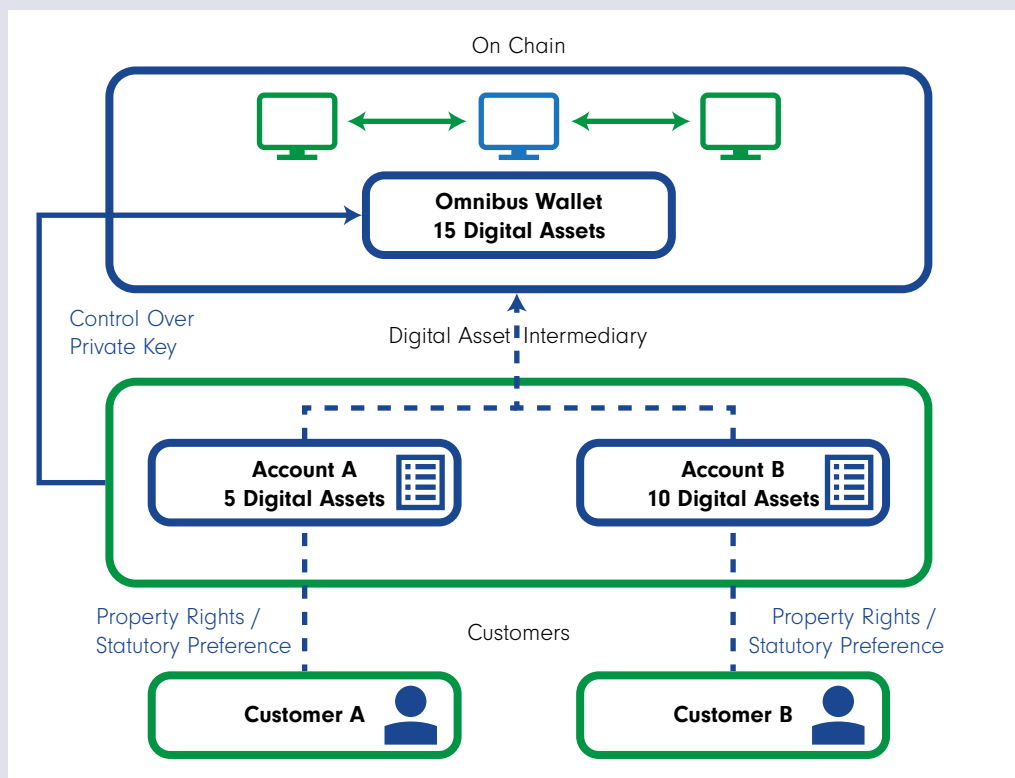 On Chain
Omnibus Wallet
15 Digital Assets
Control Over
Private Key
Digital Asset Intermediary
Account A
5 Digital Assets
Account B
10 Digital Assets
Property Rights /
Statutory Preference
Customers
Property Rights /
Statutory Preference
Customer A
Customer B